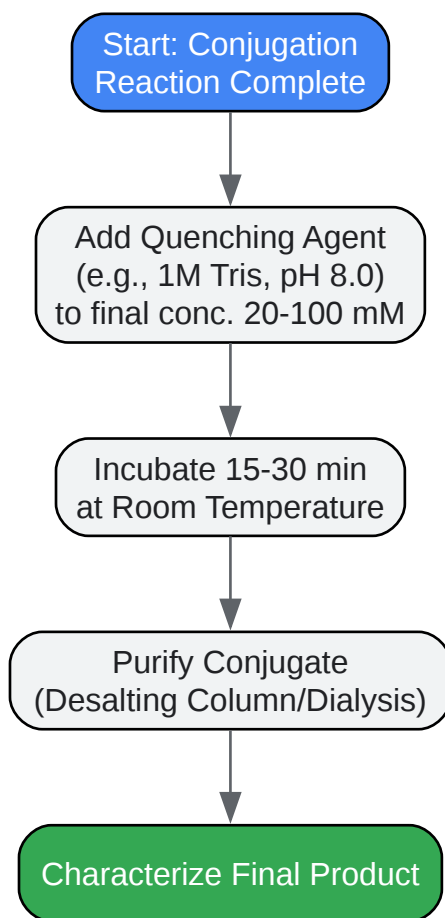 Start: Conjugation
Reaction Complete
Add Quenching Agent
(e.g., 1M Tris, pH 8.0)
to final conc. 20-100 mM
Incubate 15-30 min
at Room Temperature
Purify Conjugate
(Desalting Column/Dialysis)
Characterize Final Product